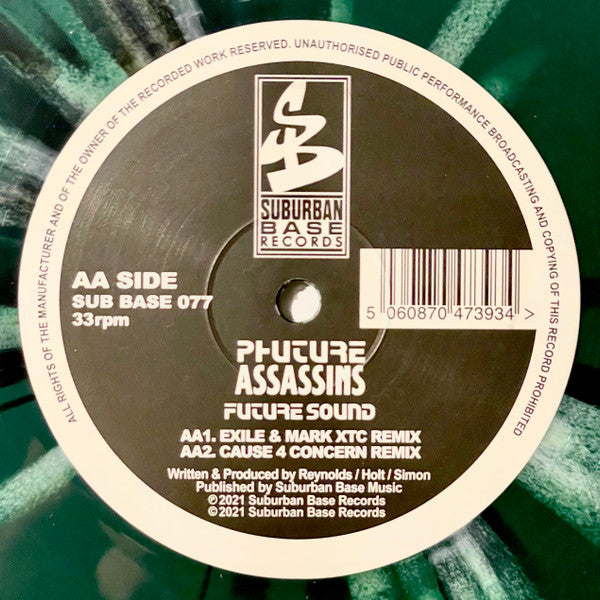 ALL RIGHTS OF THE MANUFACTURER AND OF THE OWNER OF THE RECORDED WORK RESERVED. UNAUTHORISED PUBLIC PERFORMANCE BROADCASTING AND COPYING OF THIS RECORD PROHIBITED
SUBURBAN
BASE
RECORDS
AA SIDE
SUB BASE 077
33rpm
5 060870 473934 >
PHUTURE
ASSASSINS
FUTURE SOUND
AA1. EXILE & MARK XTC REMIX
AA2. CAUSE 4 CONCERN REMIX
Written & Produced by Reynolds / Holt / Simon
Published by Suburban Base Music
℗2021 Suburban Base Records
©2021 Suburban Base Records